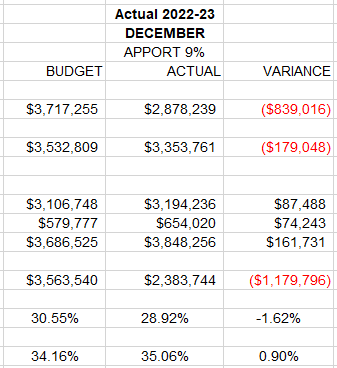 Actual 2022-23
DECEMBER
APPORT 9%
BUDGET ACTUAL VARIANCE
$3,717,255 $2,878,239 ($839,016)
$3,532,809 $3,353,761 ($179,048)
$3,106,748 $3,194,236 $87,488
$579,777 $654,020 $74,243
$3,686,525 $3,848,256 $161,731
$3,563,540 $2,383,744 ($1,179,796)
30.55% 28.92% -1.62%
34.16% 35.06% 0.90%